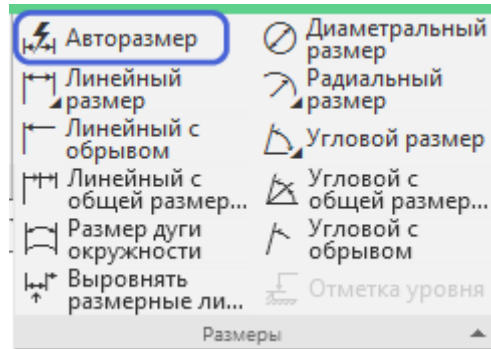 Авторазмер
Линейный
размер
Линейный с
обрывом
Линейный с
общей размер...
Размер дуги
окружности
Выровнять
размерные ли...
Диаметральный
размер
Радиальный
размер
Угловой размер
Угловой с
общей размер...
Угловой с
обрывом
Отметка уровня
Размеры